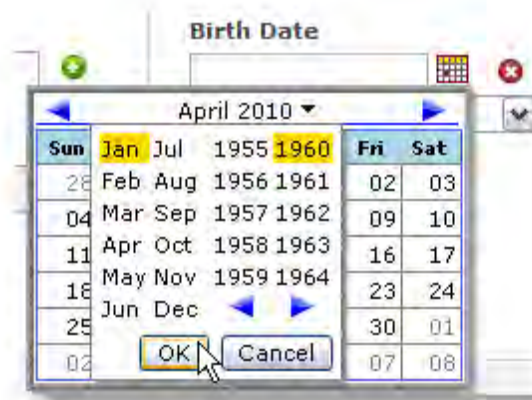 Birth Date
April 2010
Sun Jan Jul 1955 1960 Fri Sat
28 Feb Aug 1956 1961 02 03
04 Mar Sep 1957 1962 09 10
11 Apr Oct 1958 1963 16 17
18 May Nov 1959 1964 23 24
25 Jun Dec 30 01
02 OK Cancel 07 08